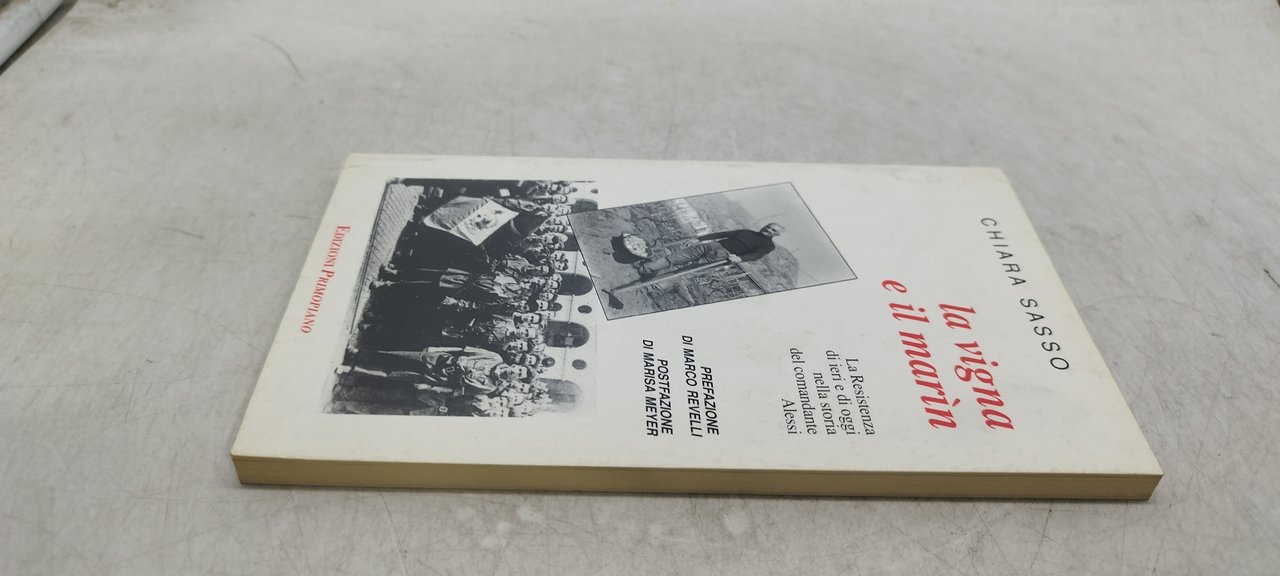 CHIARA SASSO
la vigna
e il marìn
La Resistenza
di ieri e di oggi
nella storia
del comandante
Alessi
PREFAZIONE
DI MARCO REVELLI
POSTFAZIONE
DI MARISA MEYER
EDIZIONI PRIMOPIANO